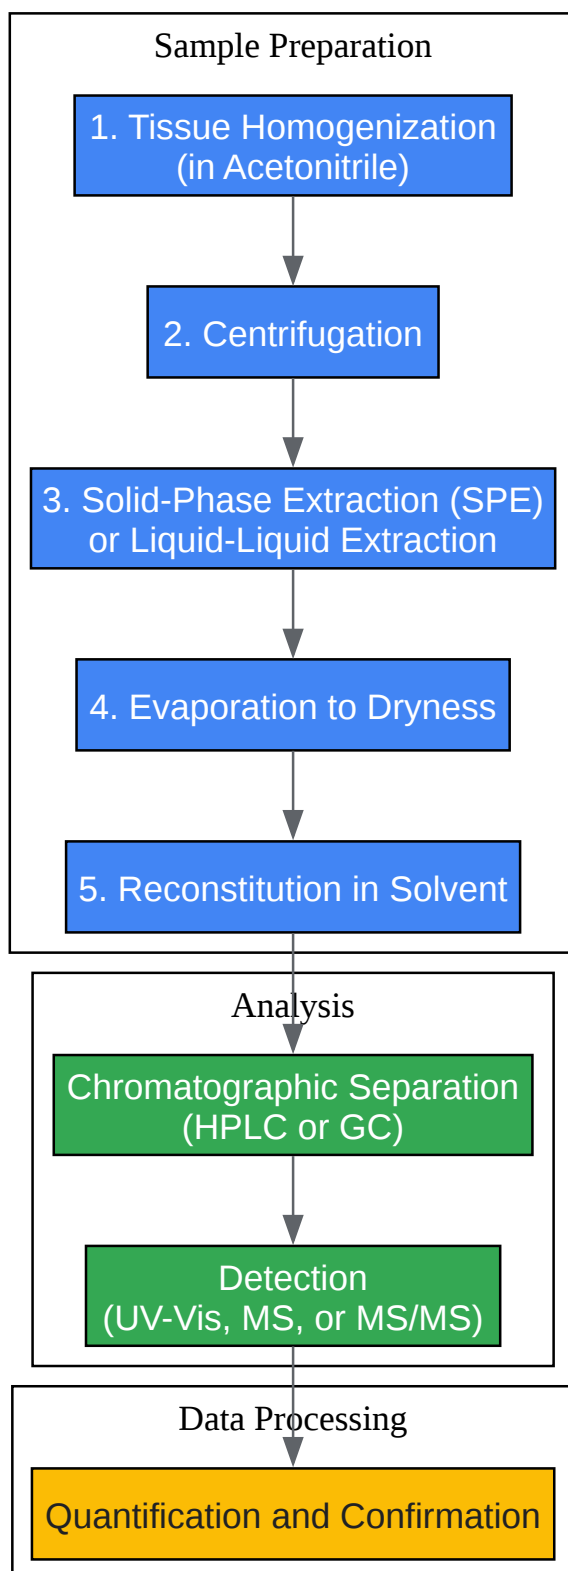 Sample Preparation
1. Tissue Homogenization
(in Acetonitrile)
2. Centrifugation
3. Solid-Phase Extraction (SPE)
or Liquid-Liquid Extraction
4. Evaporation to Dryness
5. Reconstitution in Solvent
Analysis
Chromatographic Separation
(HPLC or GC)
Detection
(UV-Vis, MS, or MS/MS)
Data Processing
Quantification and Confirmation